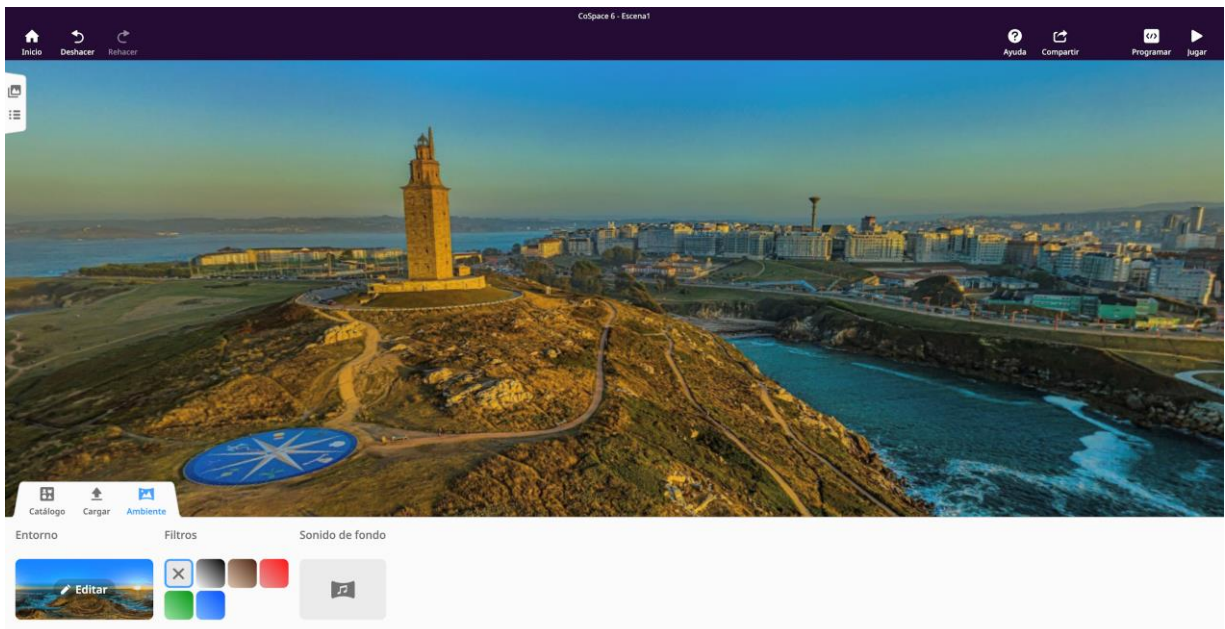 CoSpace 6 - Escena1
Inicio Deshacer Rehacer Ayuda Compartir Programar Jugar
Catálogo Cargar Ambiente
Entorno Filtros Sonido de fondo
Editar